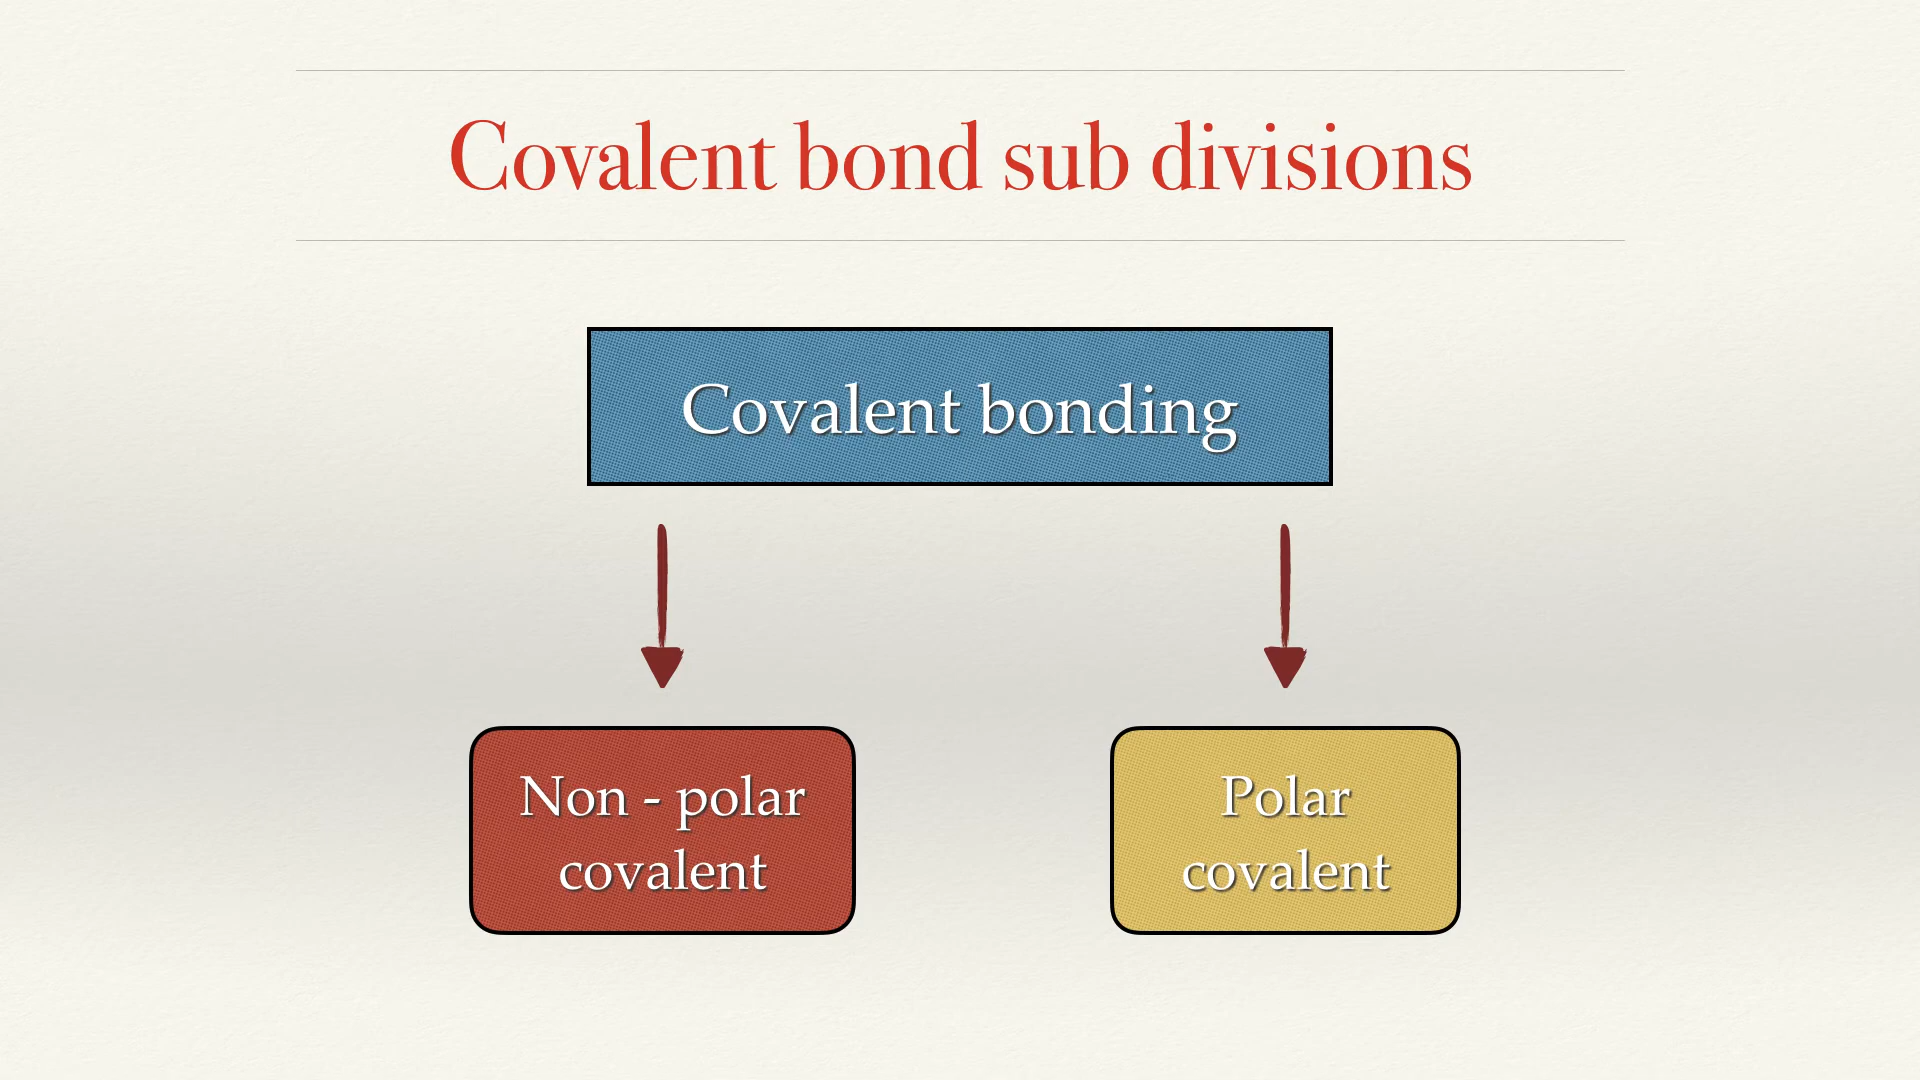 Covalent bond sub divisions
Covalent bonding
Non - polar
covalent
Polar
covalent